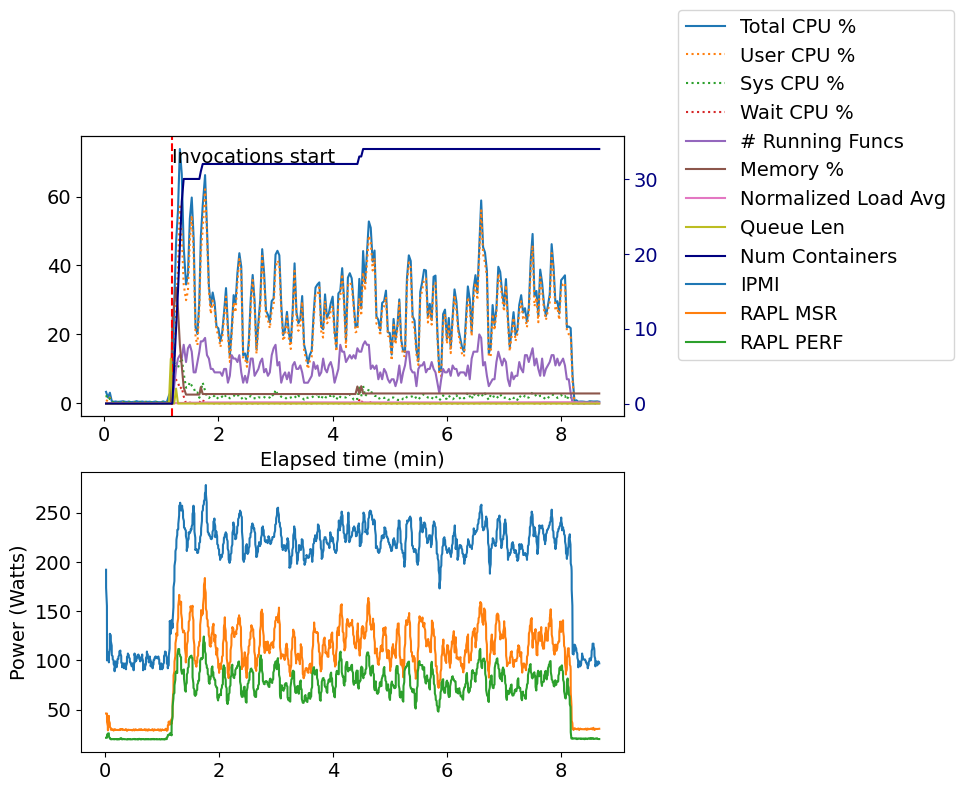 Total CPU %
User CPU %
Sys CPU %
Wait CPU %
# Running Funcs
Memory %
Normalized Load Avg
Queue Len
Num Containers
IPMI
RAPL MSR
RAPL PERF
Invocations start
60
40
20
0
30
20
10
0
0 2 4 6 8
Elapsed time (min)
Power (Watts)
250
200
150
100
50
0 2 4 6 8